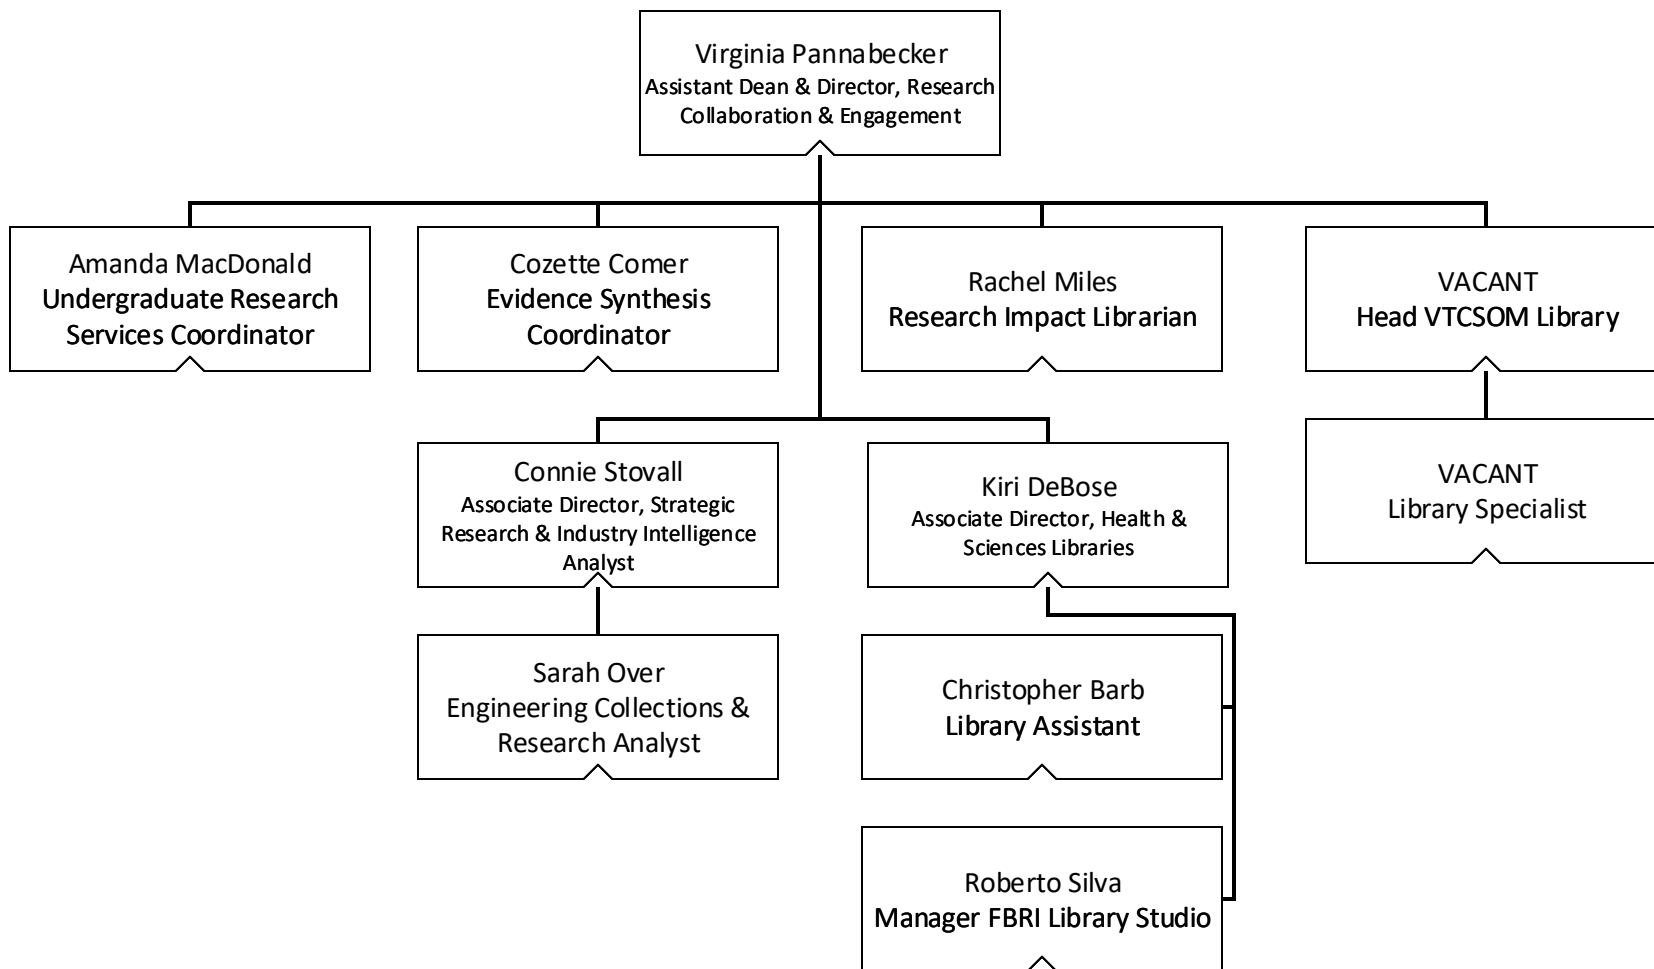 Virginia Pannabecker
Assistant Dean & Director, Research
Collaboration & Engagement
Amanda MacDonald
Undergraduate Research
Services Coordinator
Cozette Comer
Evidence Synthesis
Coordinator
Rachel Miles
Research Impact Librarian
VACANT
Head VTCSOM Library
Connie Stovall
Associate Director, Strategic
Research & Industry Intelligence
Analyst
Kiri DeBose
Associate Director, Health &
Sciences Libraries
VACANT
Library Specialist
Sarah Over
Engineering Collections &
Research Analyst
Christopher Barb
Library Assistant
Roberto Silva
Manager FBRI Library Studio